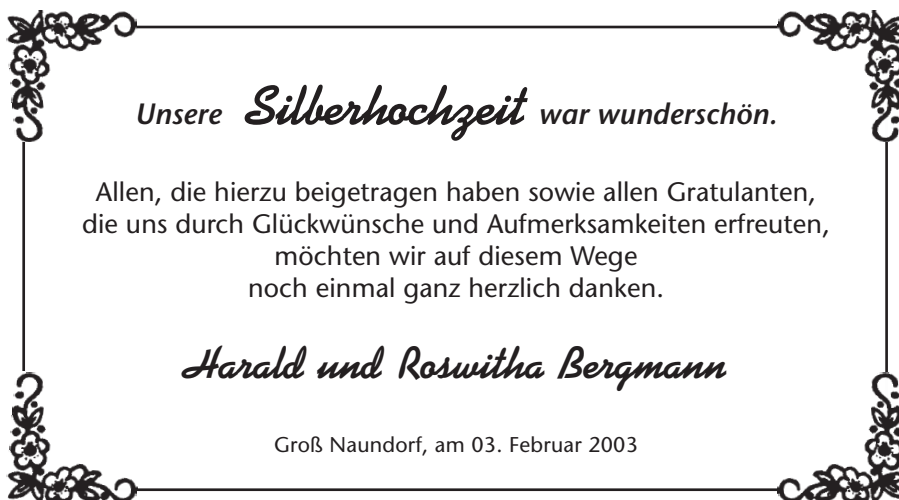 Unsere Silberhochzeit war wunderschön.
Allen, die hierzu beigetragen haben sowie allen Gratulanten,
die uns durch Glückwünsche und Aufmerksamkeiten erfreuten,
möchten wir auf diesem Wege
noch einmal ganz herzlich danken.
Harald und Roswitha Bergmann
Groß Naundorf, am 03. Februar 2003